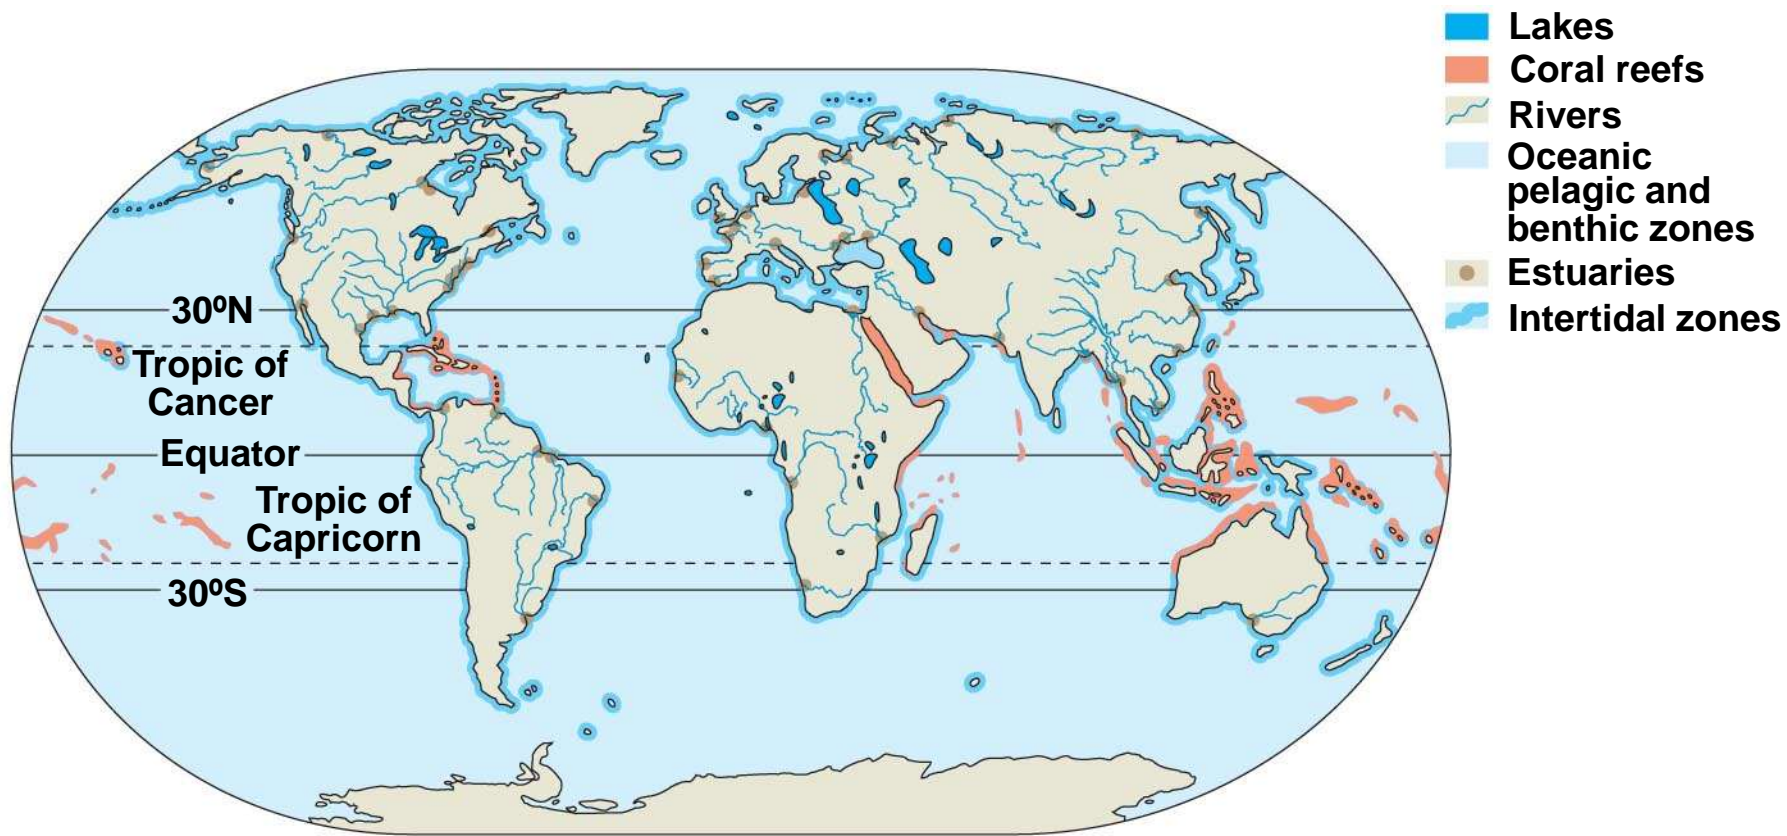 Lakes
Coral reefs
Rivers
Oceanic
pelagic and
benthic zones
Estuaries
Intertidal zones
30ºN
Tropic of
Cancer
Equator
Tropic of
Capricorn
30ºS